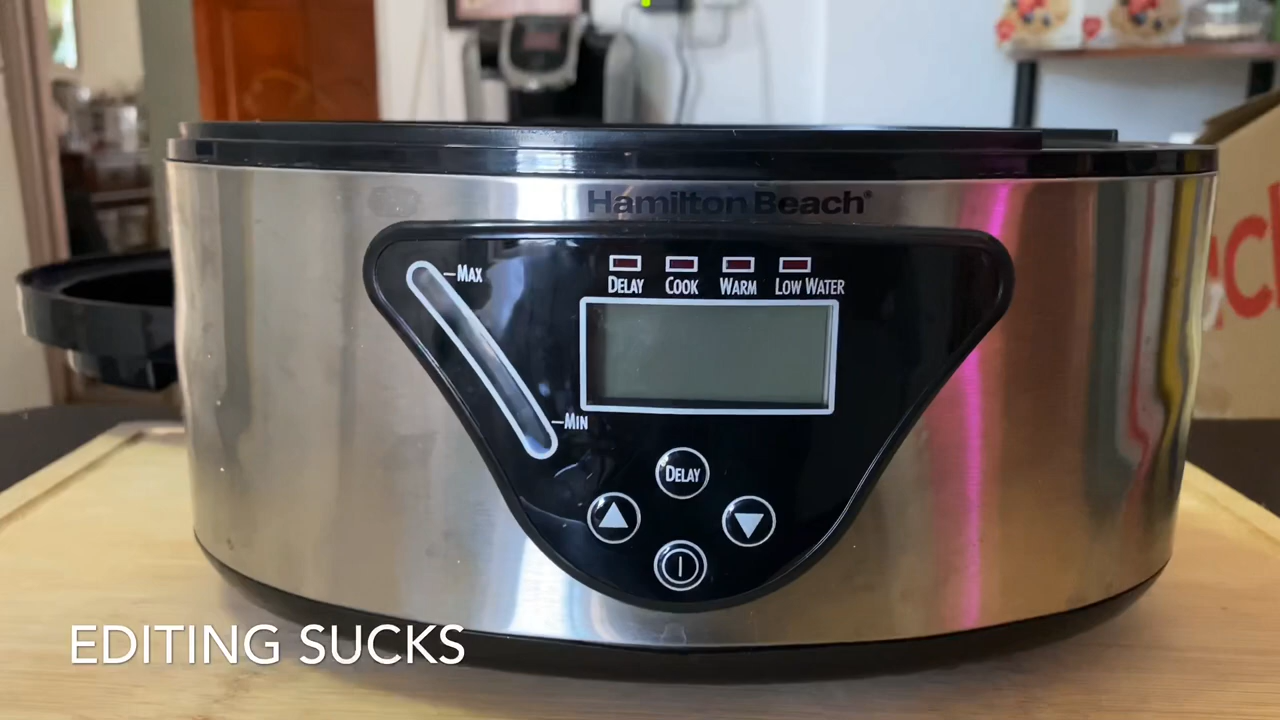 Hamilton Beach®
MAX
DELAY COOK WARM LOW WATER
MIN
DELAY
EDITING SUCKS